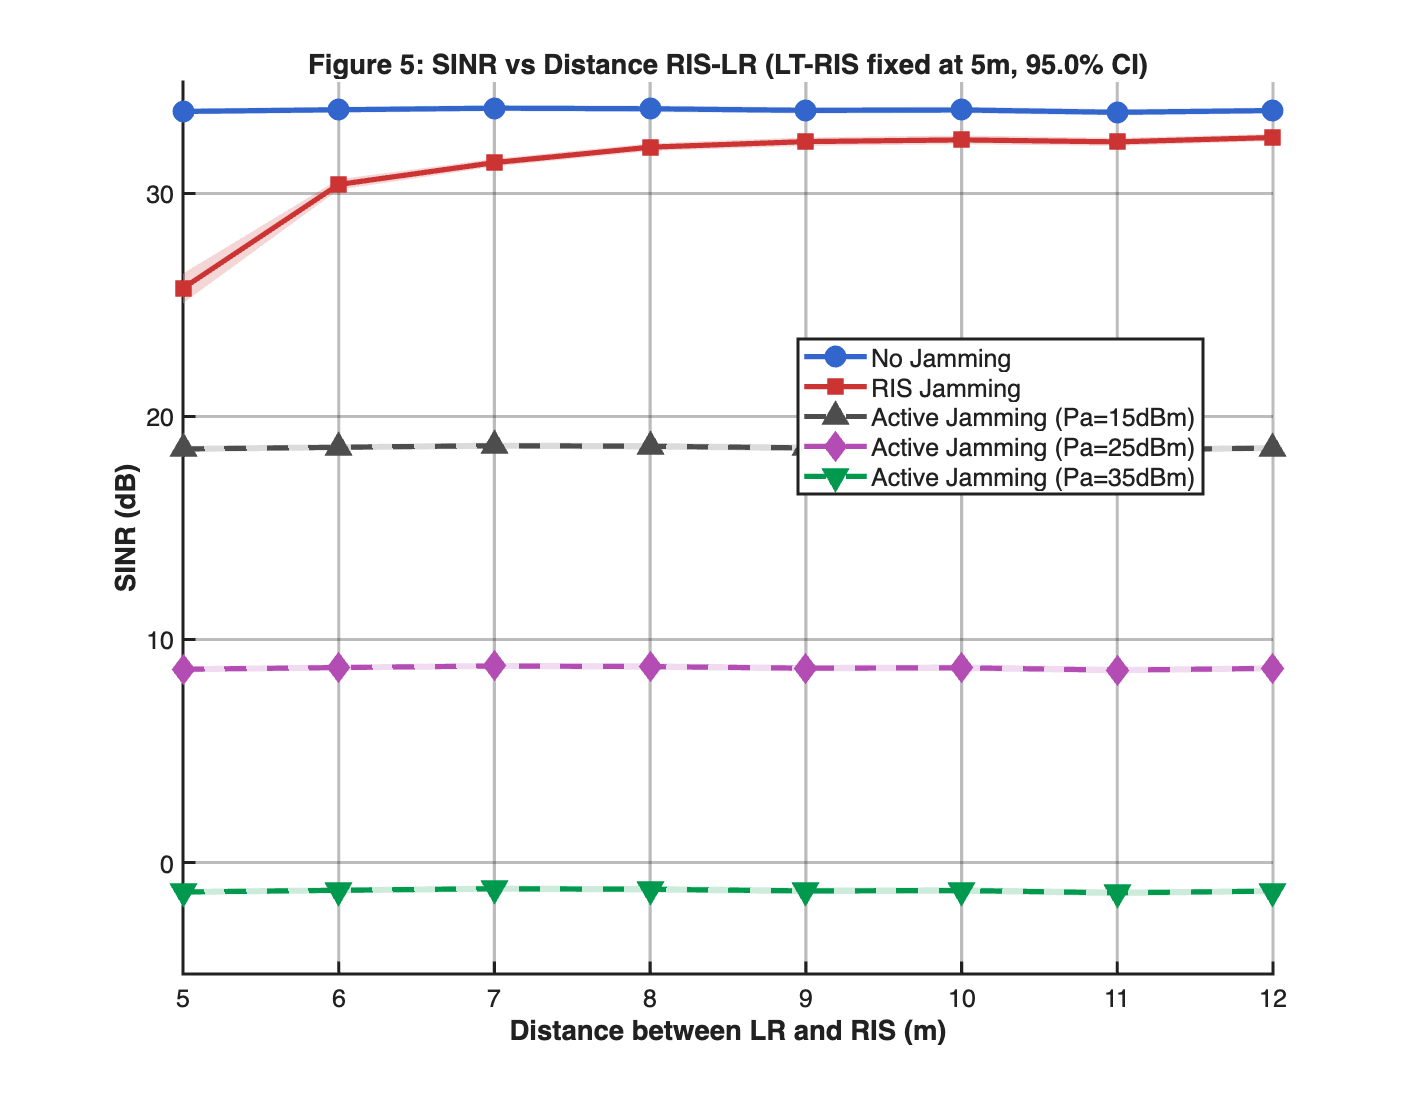 Figure 5: SINR vs Distance RIS-LR (LT-RIS fixed at 5m, 95.0% CI)
30
20
10
0
SINR (dB)
No Jamming
RIS Jamming
Active Jamming (Pa=15dBm)
Active Jamming (Pa=25dBm)
Active Jamming (Pa=35dBm)
5 6 7 8 9 10 11 12
Distance between LR and RIS (m)